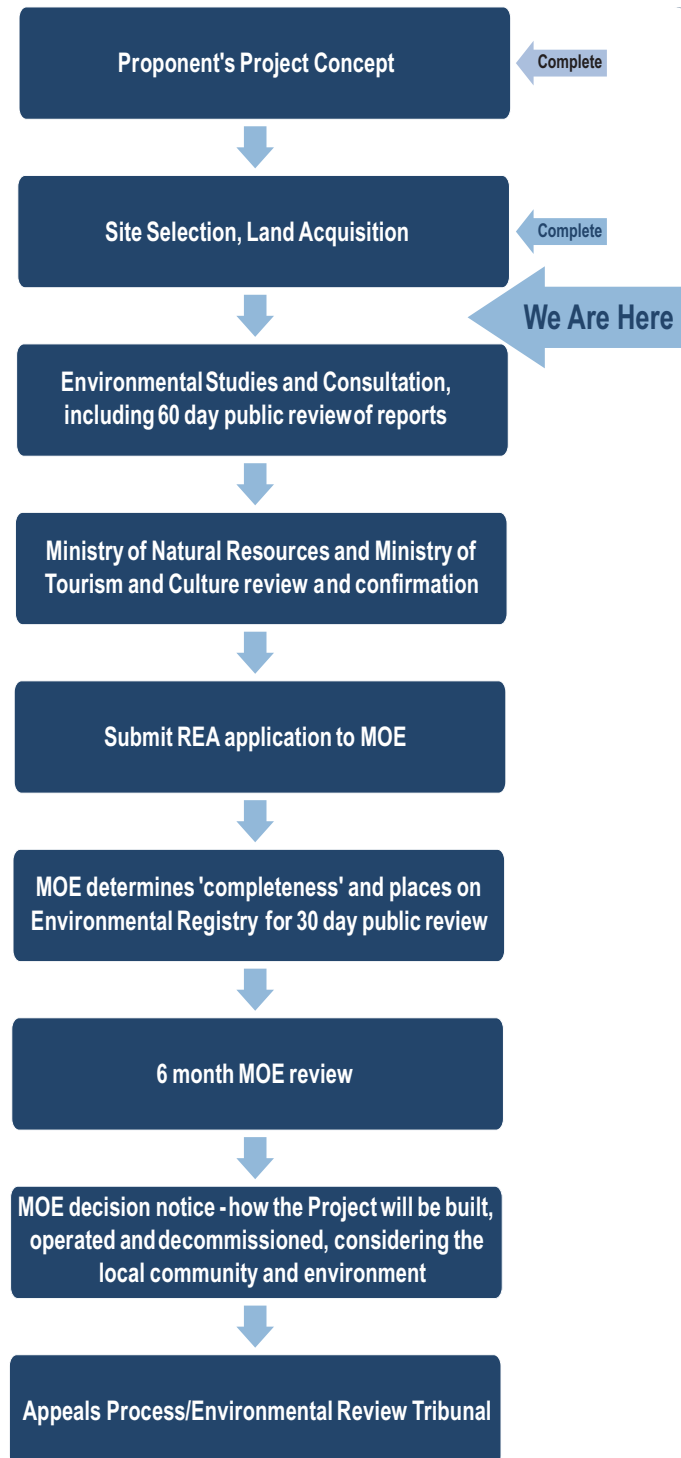 Proponent's Project Concept
Complete
Site Selection, Land Acquisition
Complete
We Are Here
Environmental Studies and Consultation,
including 60 day public review of reports
Ministry of Natural Resources and Ministry of
Tourism and Culture review and confirmation
Submit REA application to MOE
MOE determines 'completeness' and places on
Environmental Registry for 30 day public review
6 month MOE review
MOE decision notice - how the Project will be built,
operated and decommissioned, considering the
local community and environment
Appeals Process/Environmental Review Tribunal